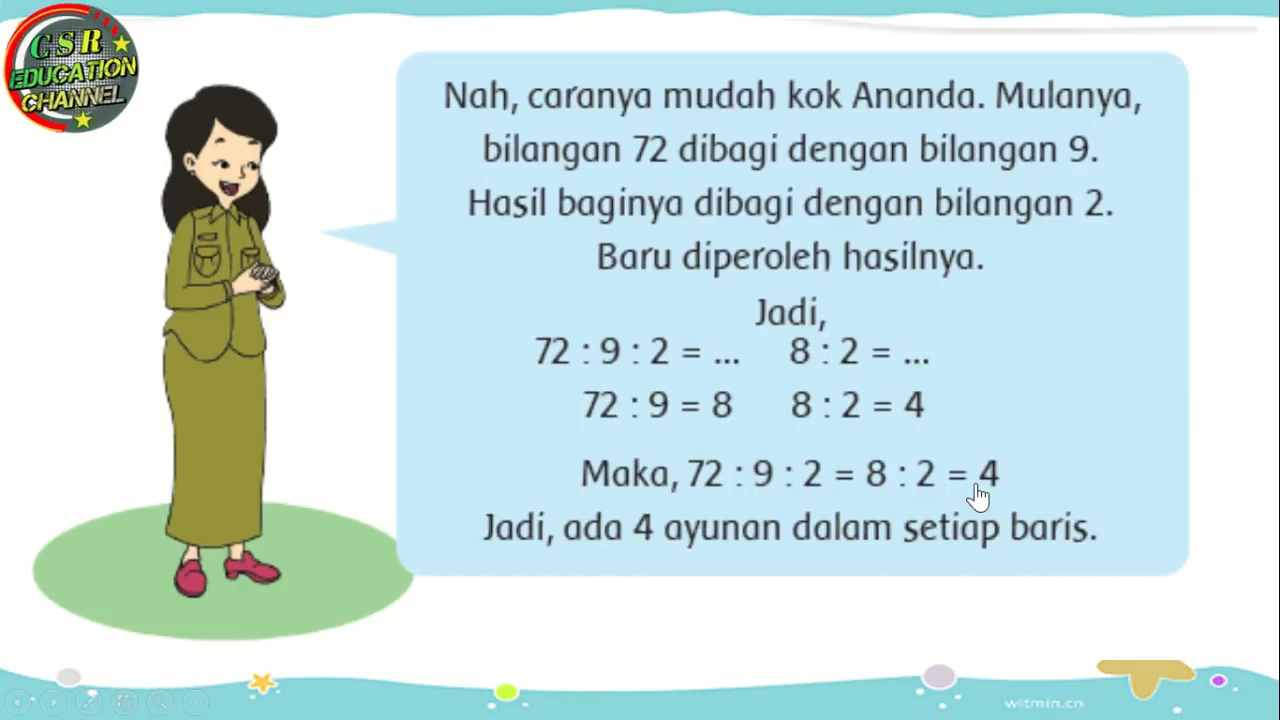 CSR
EDUCATION
CHANNEL
Nah, caranya mudah kok Ananda. Mulanya,
bilangan 72 dibagi dengan bilangan 9.
Hasil baginya dibagi dengan bilangan 2.
Baru diperoleh hasilnya.
Jadi,
72 : 9 : 2 = ... 8 : 2 = ...
72 : 9 = 8 8 : 2 = 4
Maka, 72 : 9 : 2 = 8 : 2 = 4
Jadi, ada 4 ayunan dalam setiap baris.
witmin.cn